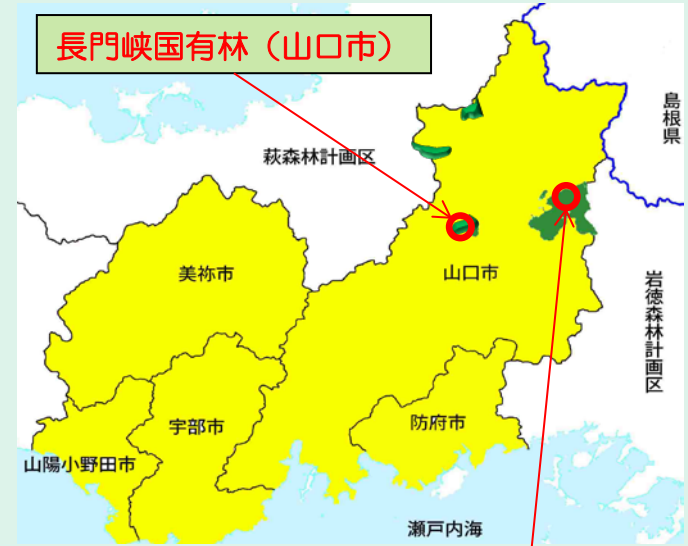 長門峡国有林（山口市）
島根県
萩森林計画区
美祢市
山口市
岩徳森林計画区
宇部市
防府市
山陽小野田市
瀬戸内海